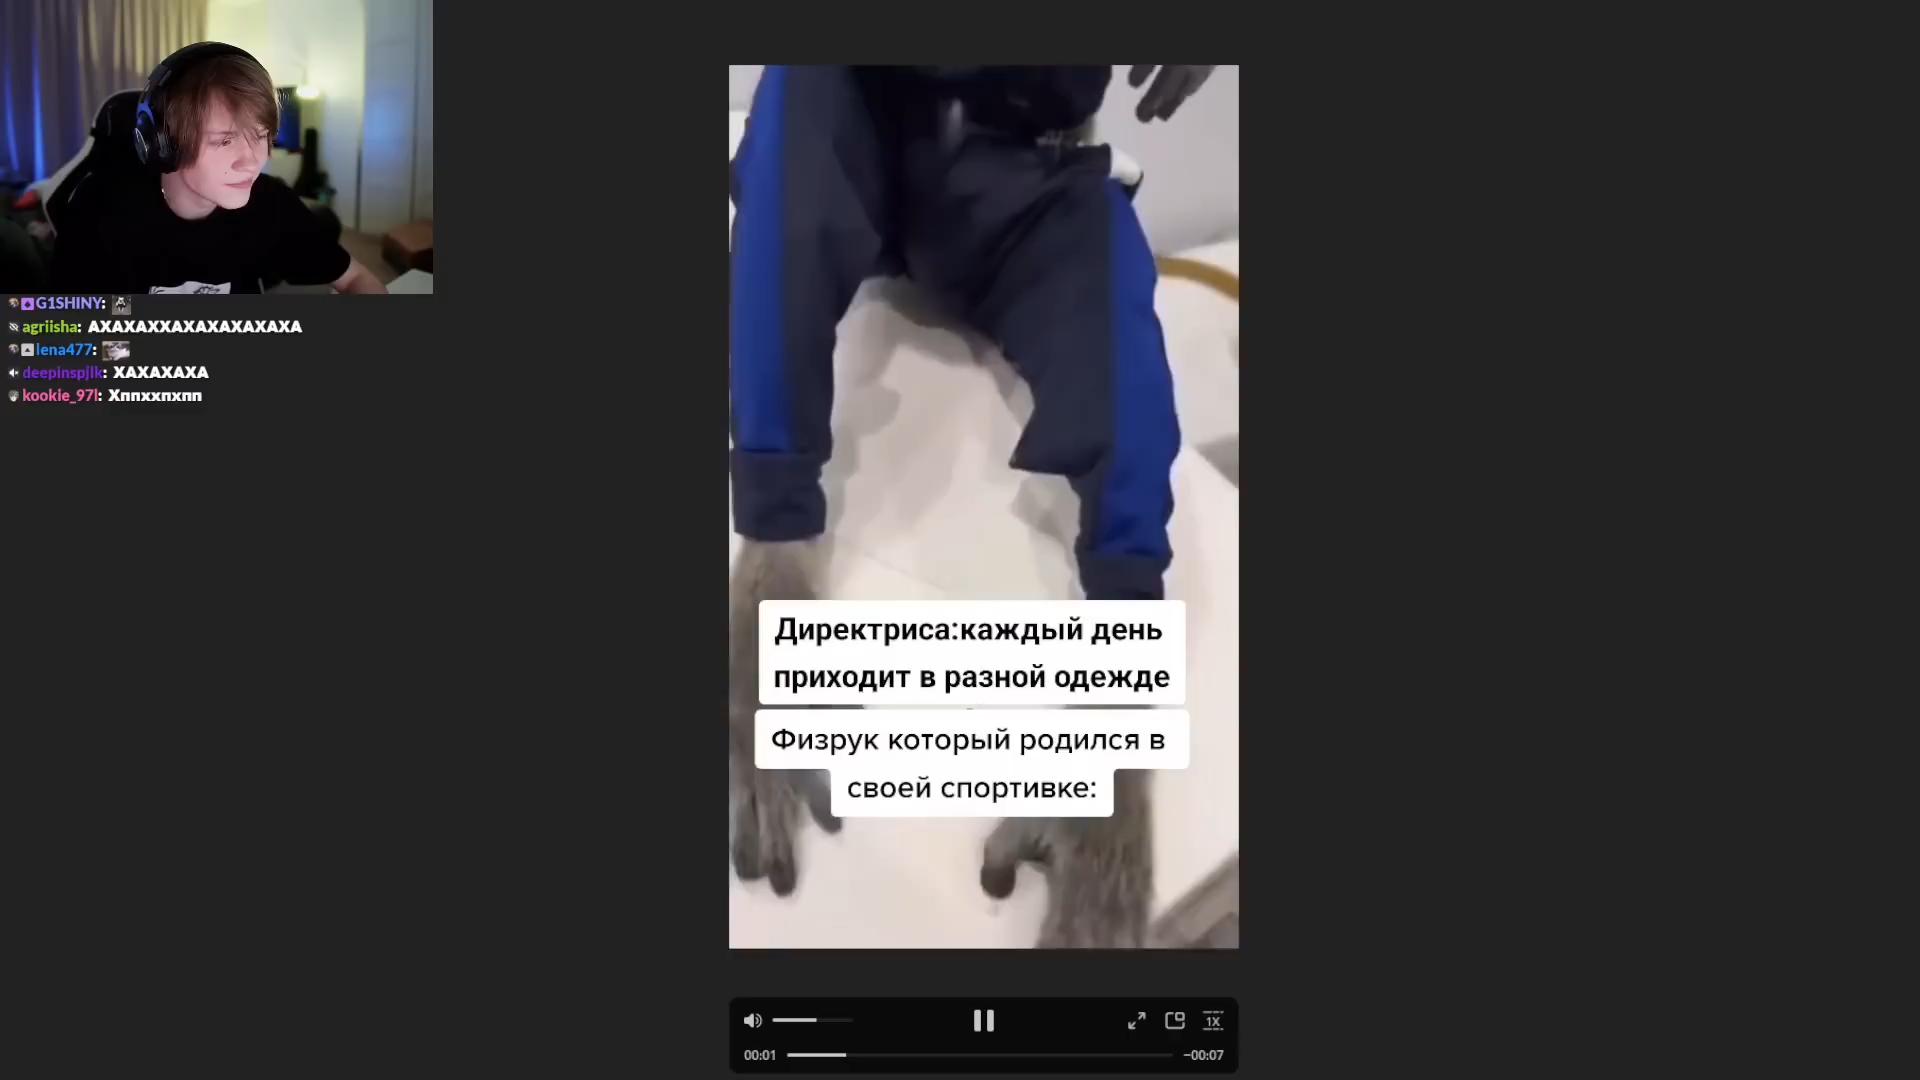 G1SHINY:
agriisha: АХАХАХХАХАХАХАХАХА
lena477:
deepinspjlk: ХАХАХАХА
kookie_97l: Хппххпхпп
Директриса:каждый день
приходит в разной одежде
Физрук который родился в
своей спортивке:
1X
00:01
−00:07